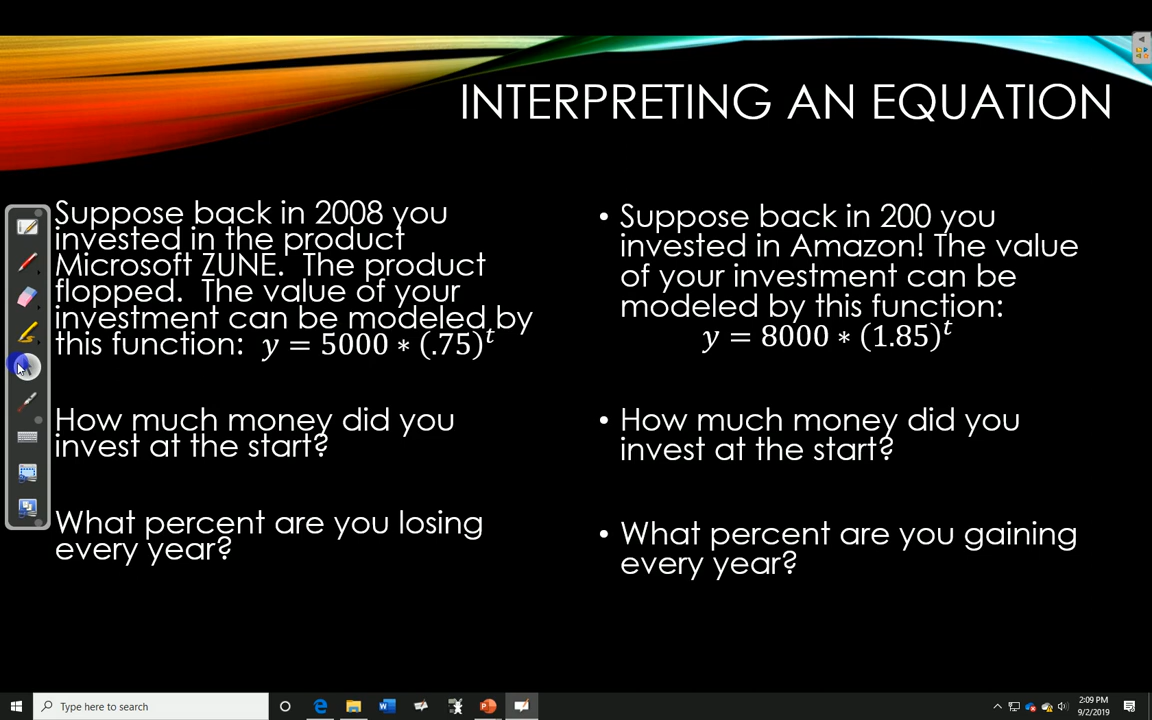 INTERPRETING AN EQUATION
Suppose back in 2008 you
invested in the product
Microsoft ZUNE.  The product
flopped.  The value of your
investment can be modeled by
this function:  y = 5000 ∗ (.75)^t
How much money did you
invest at the start?
What percent are you losing
every year?
• Suppose back in 200 you
invested in Amazon! The value
of your investment can be
modeled by this function:
y = 8000 ∗ (1.85)^t
• How much money did you
invest at the start?
• What percent are you gaining
every year?
Type here to search
2:09 PM
9/2/2019